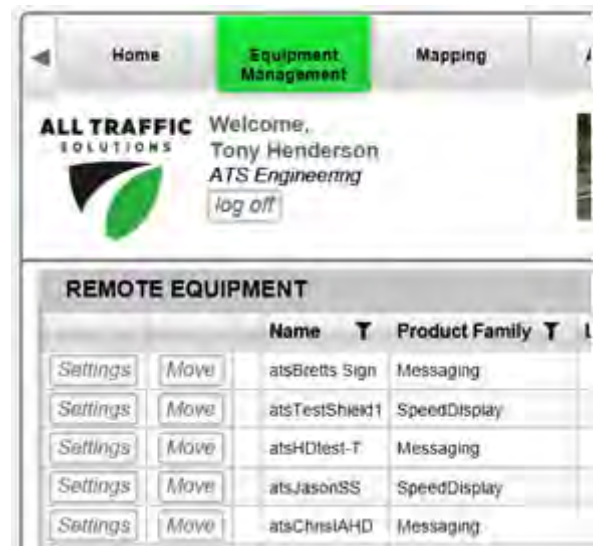 Home
Equipment
Management
Mapping
ALL TRAFFIC
SOLUTIONS
Welcome,
Tony Henderson
ATS Engineering
log off
REMOTE EQUIPMENT
Name Product Family
Settings Move atsBretts Sign Messaging
Settings Move atsTestShield1 SpeedDisplay
Settings Move atsHDtest-T Messaging
Settings Move atsJasonSS SpeedDisplay
Settings Move atsChrisIAHD Messaging